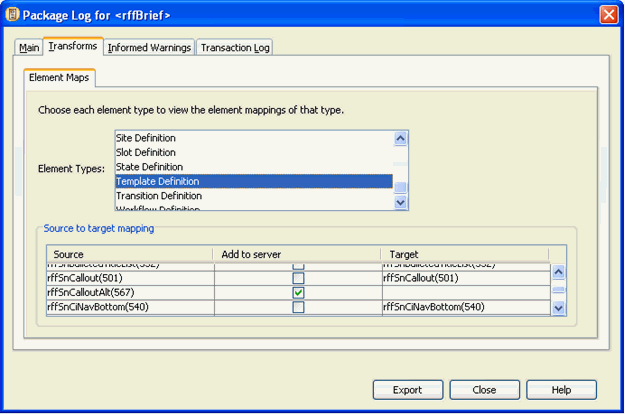 Package Log for <rffBrief>
Main Transforms Informed Warnings Transaction Log
Element Maps
Choose each element type to view the element mappings of that type.
Site Definition
Slot Definition
State Definition
Element Types:
Template Definition
Transition Definition
Workflow Definition
Source to target mapping
Source Add to server Target
rffSnCallout(501) rffSnCallout(501)
rffSnCalloutAlt(567)
rffSnCiNavBottom(540) rffSnCiNavBottom(540)
Export Close Help